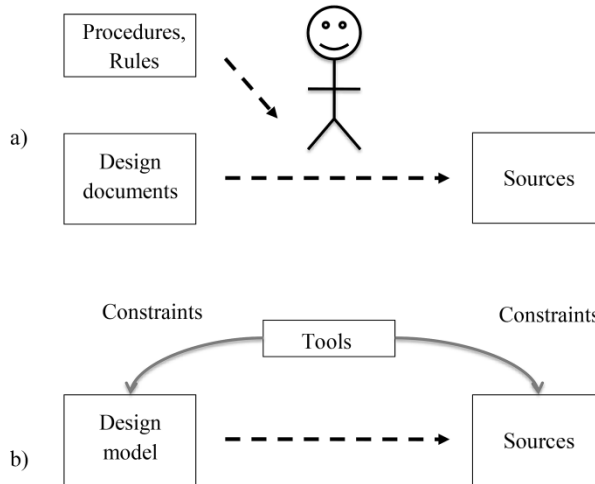 Procedures,
Rules
a)
Design
documents
Sources
Constraints
Constraints
Tools
Design
model
Sources
b)